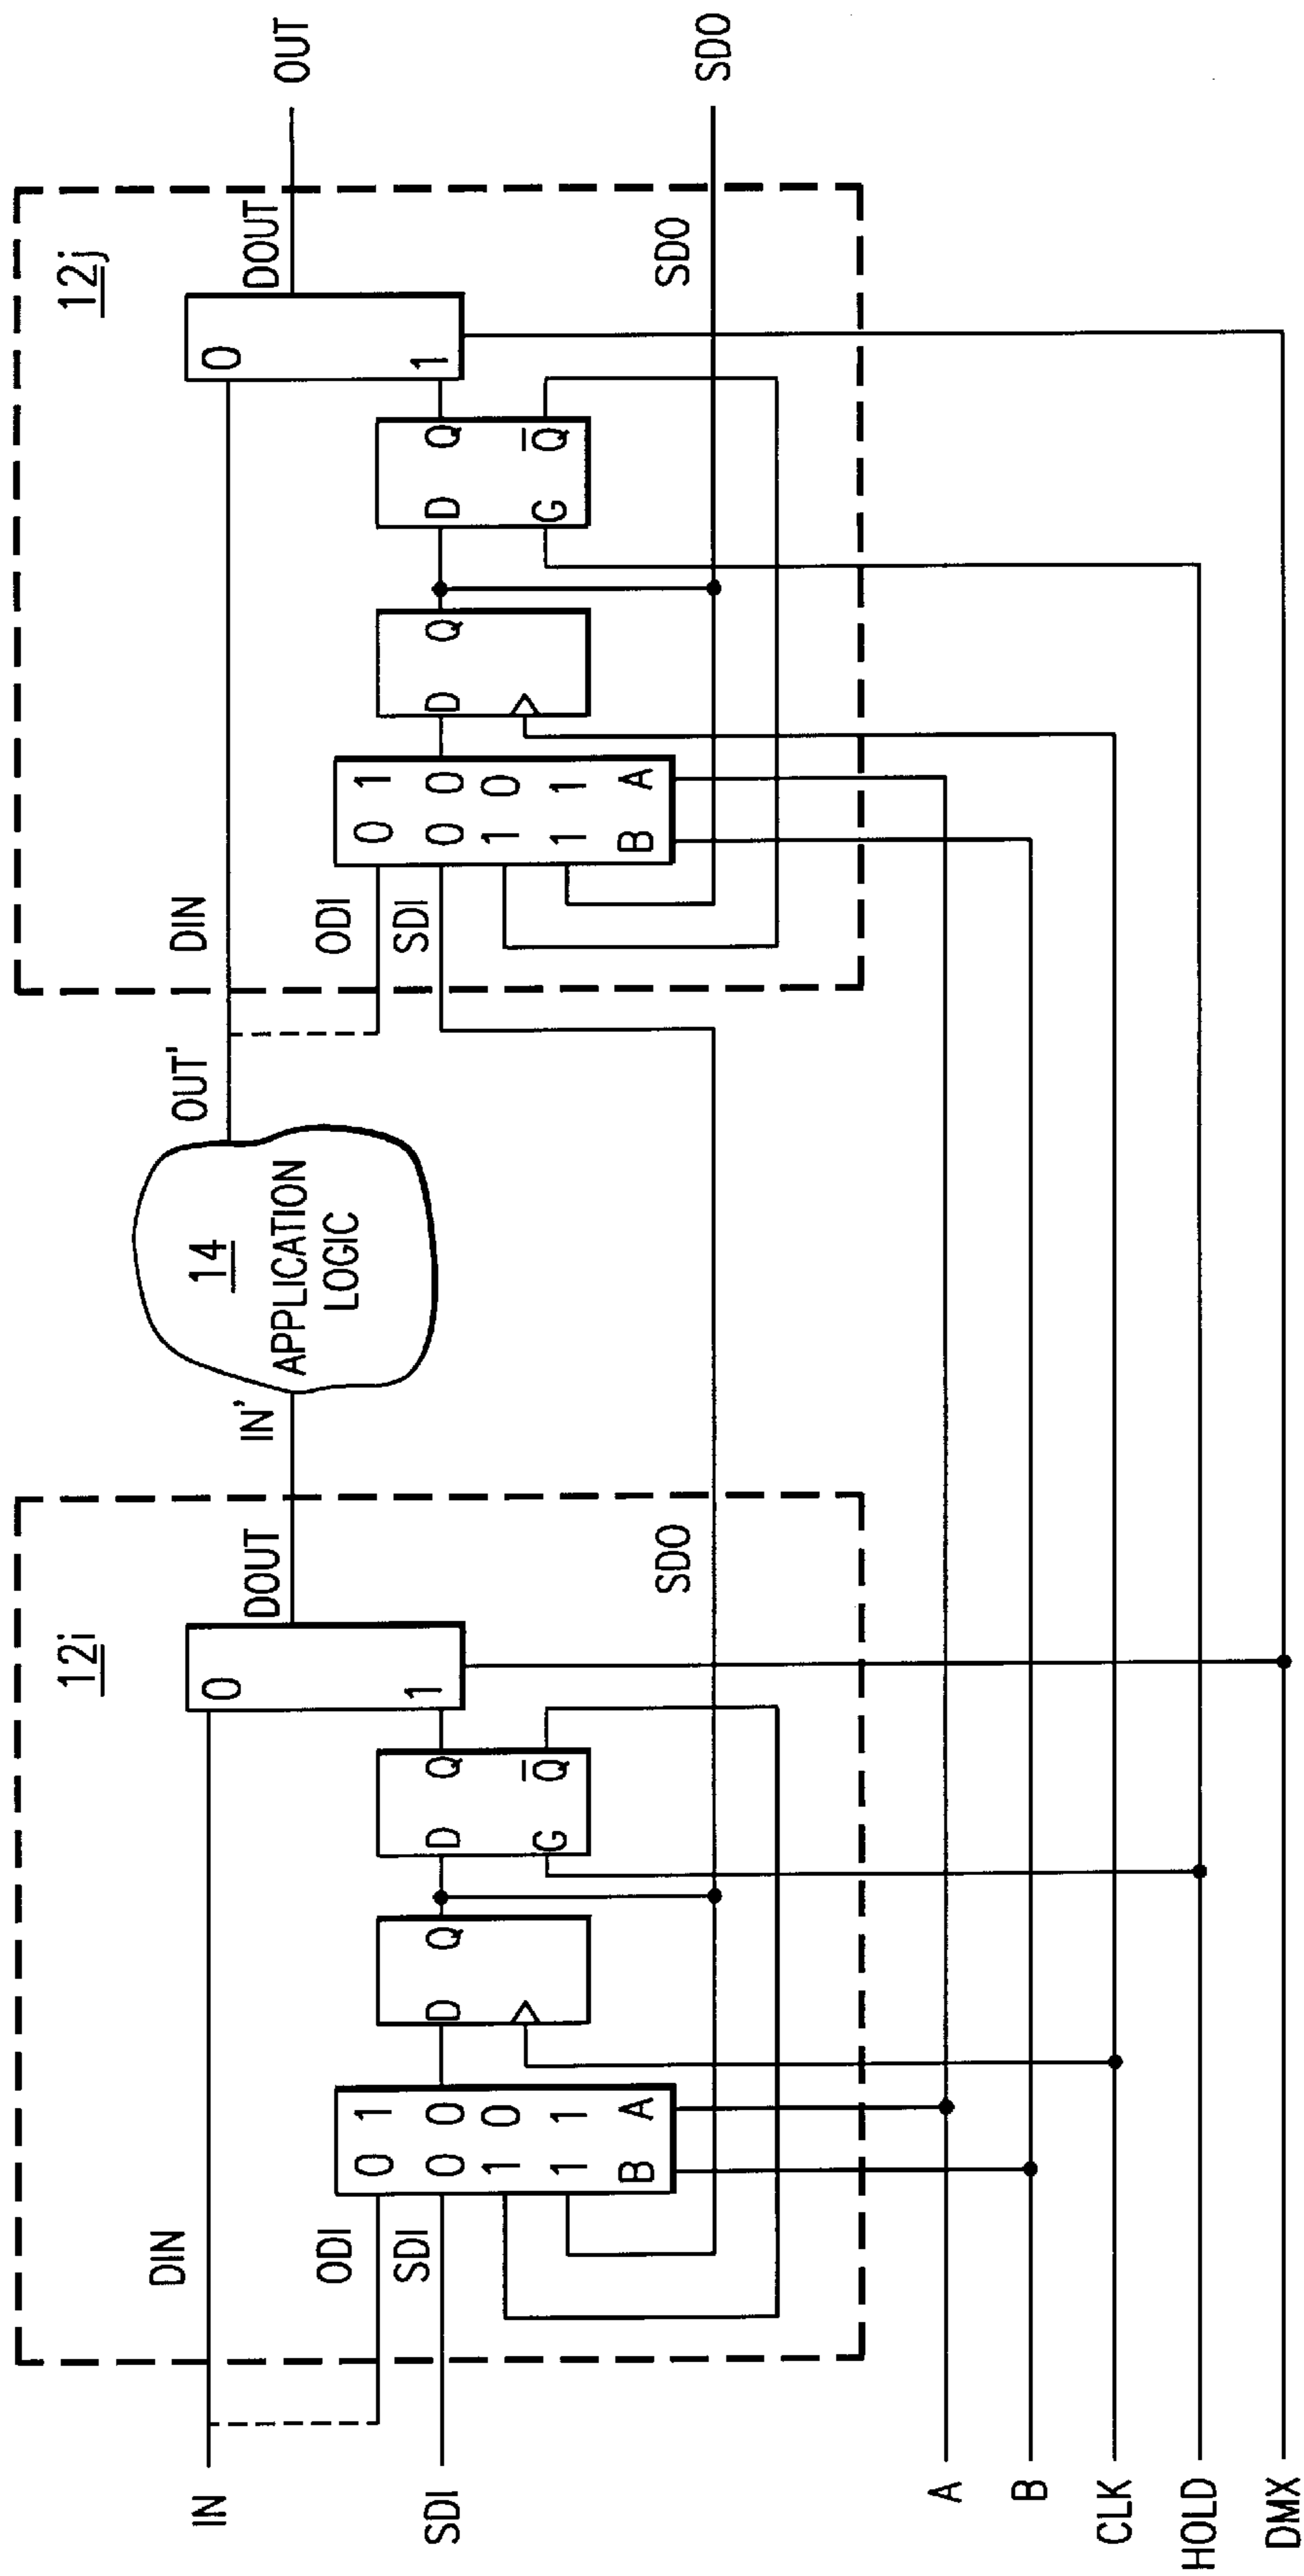 12i
12j
IN
DIN
0
DOUT
IN'
14
APPLICATION
LOGIC
OUT'
DIN
0
DOUT
OUT
1
1
ODI
0 1
D Q
D Q
ODI
0 1
D Q
D Q
SDI
SDI
0 0
SDI
0 0
1 0
G Q̅
1 0
G Q̅
1 1
1 1
B A
SDO
B A
SDO
SDO
A
B
CLK
HOLD
DMX